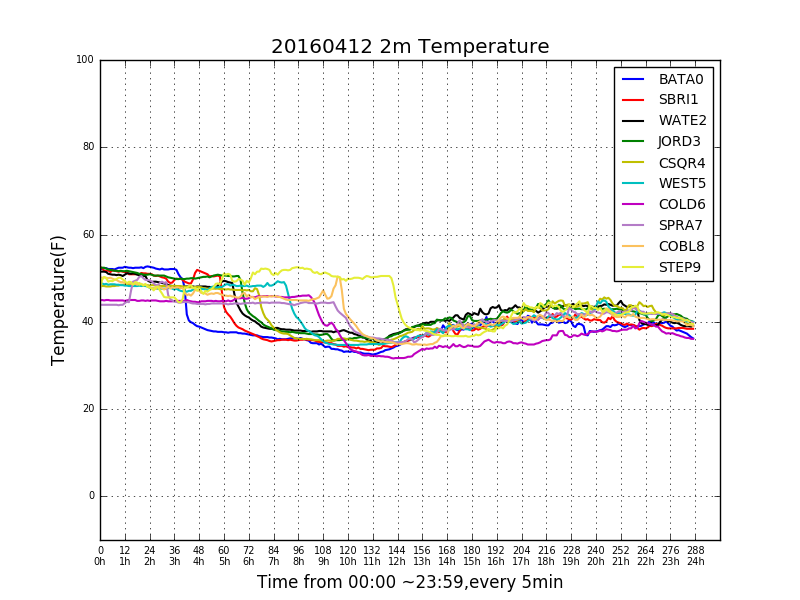 20160412 2m Temperature
100
80
60
40
20
0
Temperature(F)
BATA0
SBRI1
WATE2
JORD3
CSQR4
WEST5
COLD6
SPRA7
COBL8
STEP9
0 12 24 36 48 60 72 84 96 108 120 132 144 156 168 180 192 204 216 228 240 252 264 276 288
0h 1h 2h 3h 4h 5h 6h 7h 8h 9h 10h 11h 12h 13h 14h 15h 16h 17h 18h 19h 20h 21h 22h 23h 24h
Time from 00:00 ~23:59,every 5min